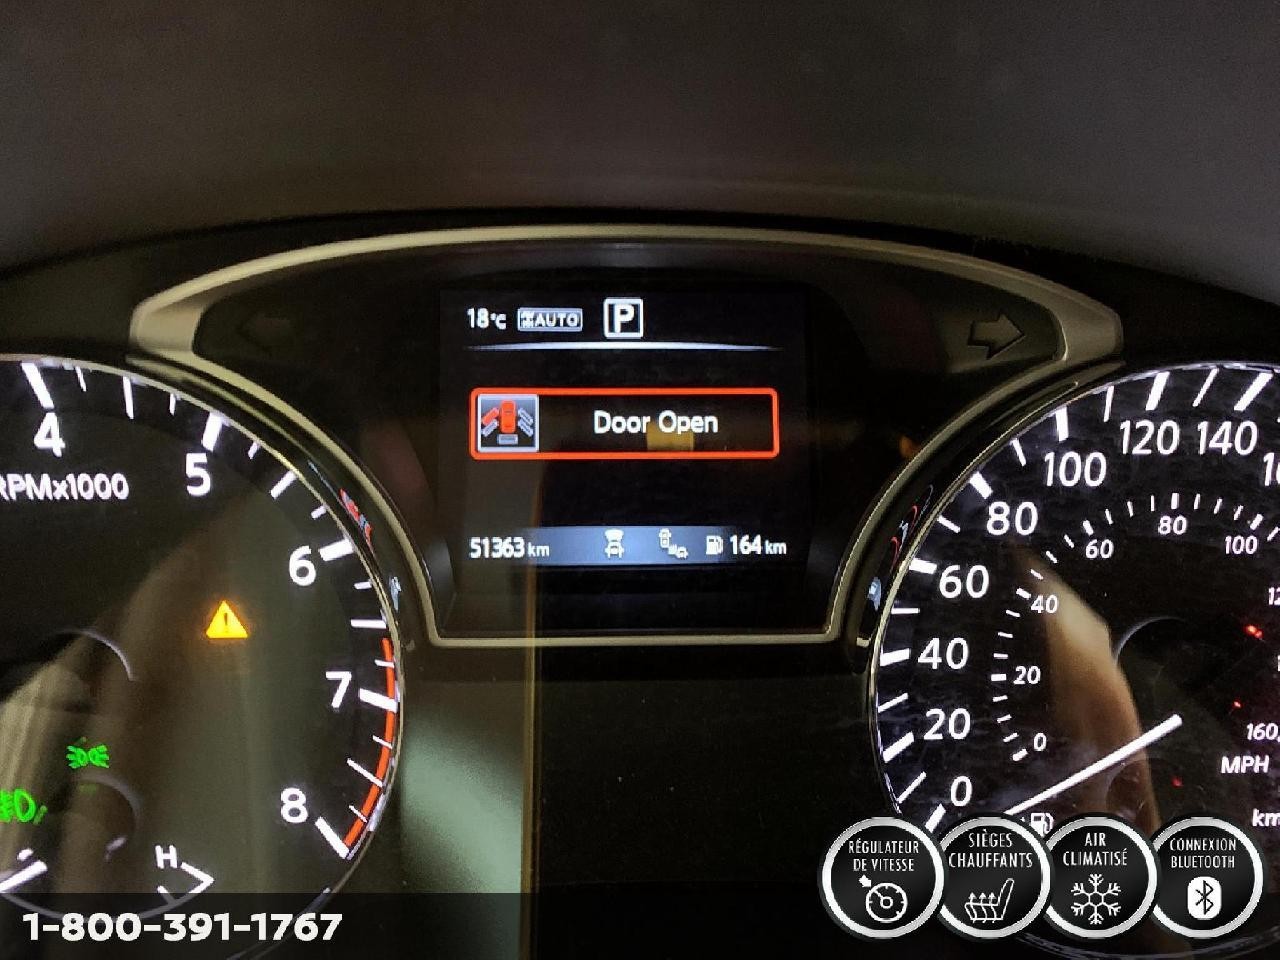 18°C AUTO P
Door Open
51363 km 164 km
4
5
6
7
8
RPMx1000
H
0
20
40
60
80
100
120
140
0
20
40
60
80
100
160,
MPH
km
RÉGULATEUR
DE VITESSE
SIÈGES
CHAUFFANTS
AIR
CLIMATISÉ
CONNEXION
BLUETOOTH
1-800-391-1767